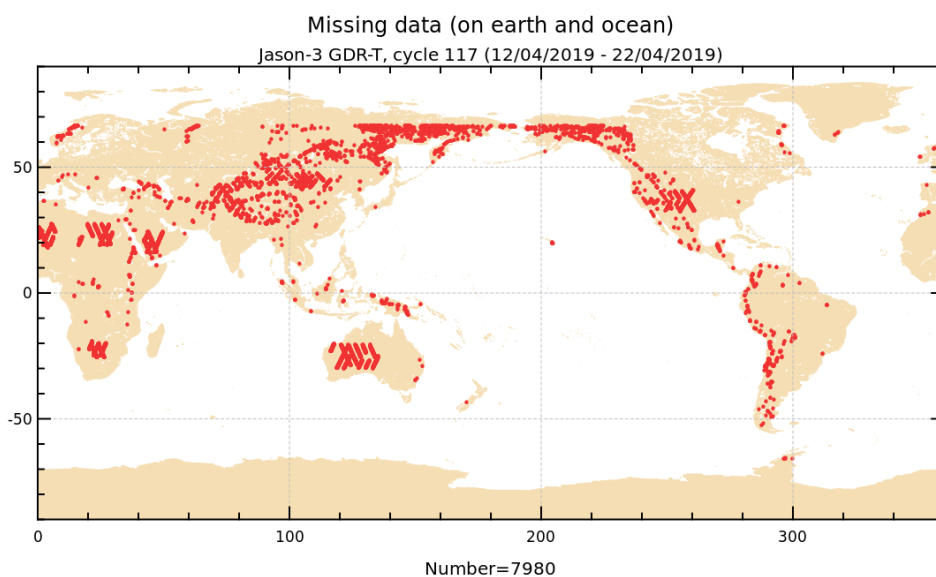 Missing data (on earth and ocean)
Jason-3 GDR-T, cycle 117 (12/04/2019 - 22/04/2019)
50
0
-50
0 100 200 300
Number=7980